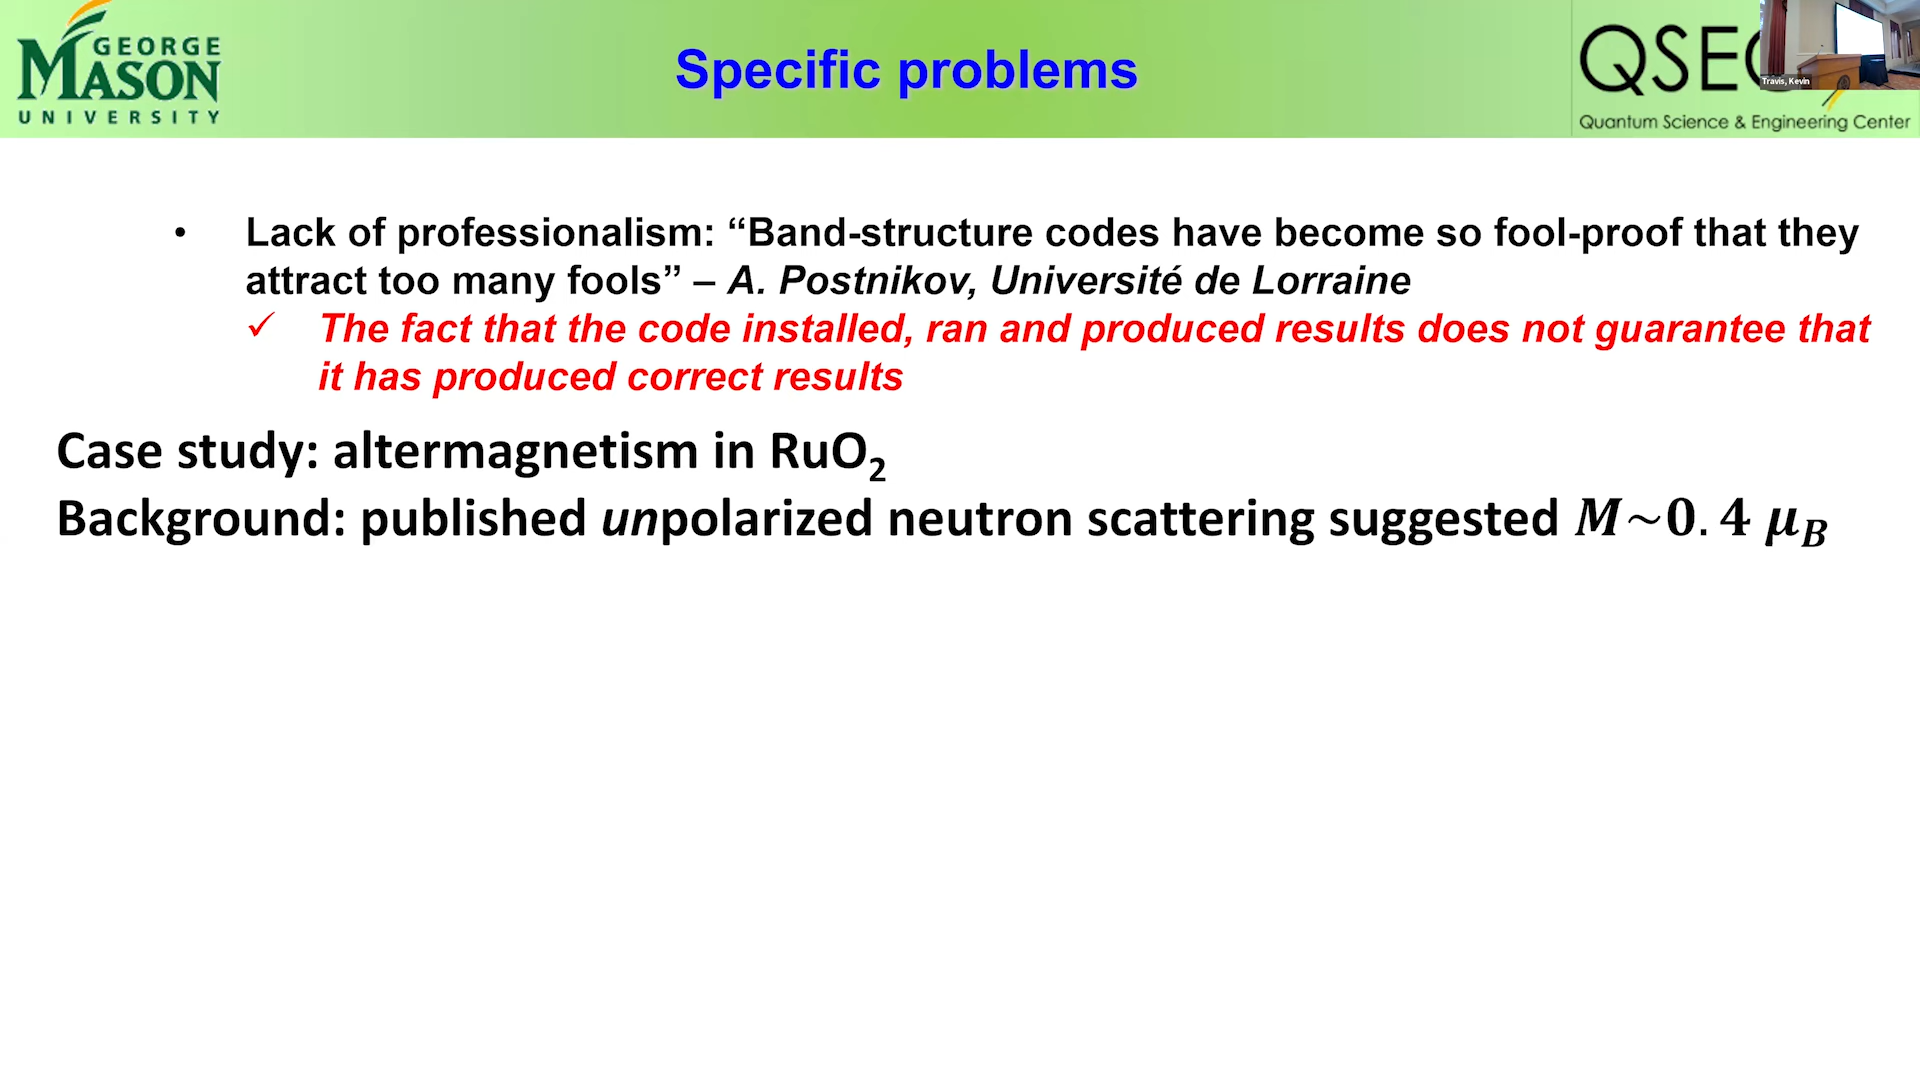 GEORGE
MASON
UNIVERSITY
Specific problems
QSEC
Travis, Kevin
Quantum Science & Engineering Center
• Lack of professionalism: “Band-structure codes have become so fool-proof that they
attract too many fools” – A. Postnikov, Université de Lorraine
✓ The fact that the code installed, ran and produced results does not guarantee that
it has produced correct results
Case study: altermagnetism in RuO₂
Background: published unpolarized neutron scattering suggested M~0.4 μ_B